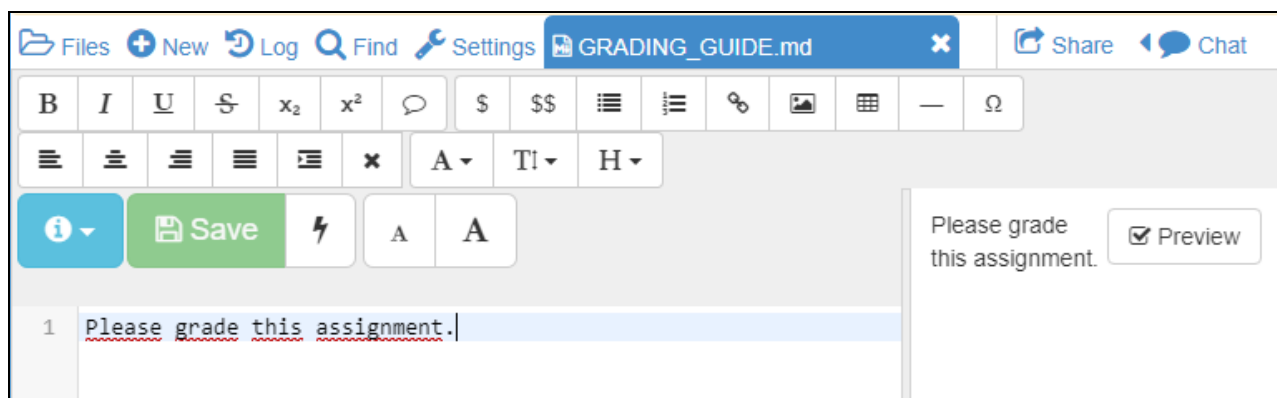 Files New Log Find Settings GRADING_GUIDE.md Share Chat
B I U S x₂ x² $ $$ Ω
A T H
Save A A
Please grade
this assignment.
Preview
1 Please grade this assignment.